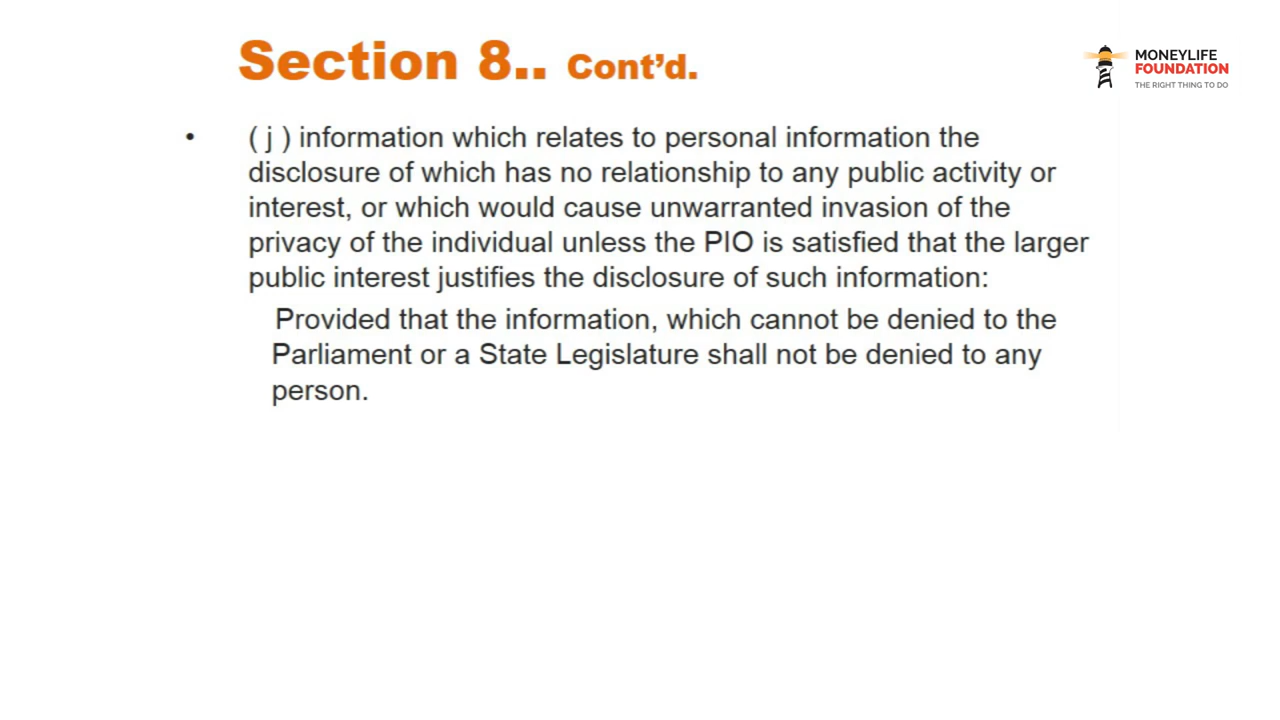 Section 8.. Cont'd.
MONEYLIFE
FOUNDATION
THE RIGHT THING TO DO
• ( j ) information which relates to personal information the
disclosure of which has no relationship to any public activity or
interest, or which would cause unwarranted invasion of the
privacy of the individual unless the PIO is satisfied that the larger
public interest justifies the disclosure of such information:
Provided that the information, which cannot be denied to the
Parliament or a State Legislature shall not be denied to any
person.